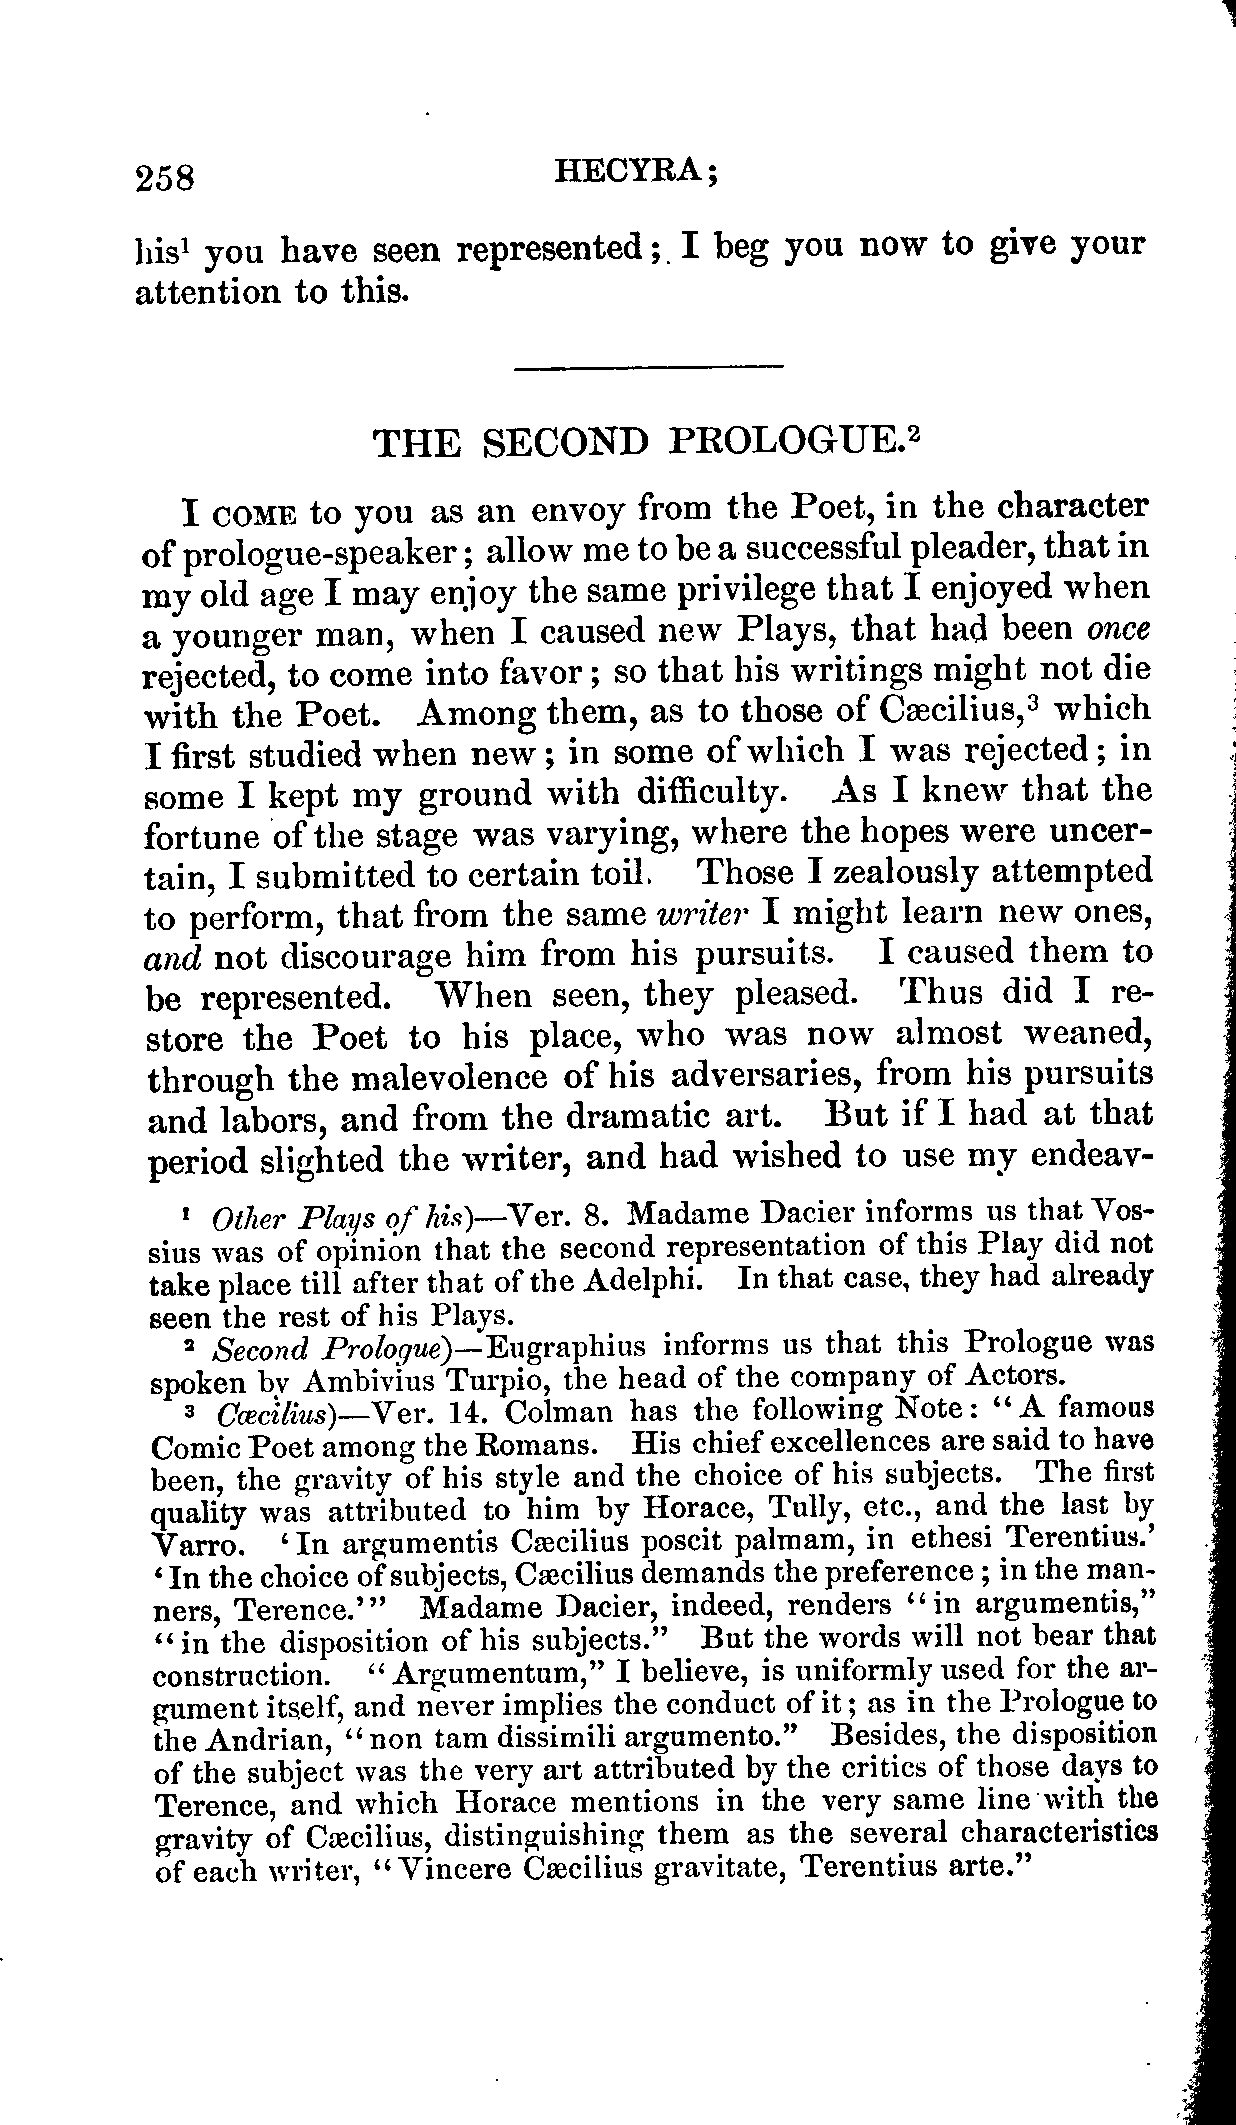 258 HECYRA;
his¹ you have seen represented; I beg you now to give your
attention to this.
THE SECOND PROLOGUE.²
I COME to you as an envoy from the Poet, in the character
of prologue-speaker; allow me to be a successful pleader, that in
my old age I may enjoy the same privilege that I enjoyed when
a younger man, when I caused new Plays, that had been once
rejected, to come into favor; so that his writings might not die
with the Poet. Among them, as to those of Cæcilius,³ which
I first studied when new; in some of which I was rejected; in
some I kept my ground with difficulty. As I knew that the
fortune of the stage was varying, where the hopes were uncer-
tain, I submitted to certain toil. Those I zealously attempted
to perform, that from the same writer I might learn new ones,
and not discourage him from his pursuits. I caused them to
be represented. When seen, they pleased. Thus did I re-
store the Poet to his place, who was now almost weaned,
through the malevolence of his adversaries, from his pursuits
and labors, and from the dramatic art. But if I had at that
period slighted the writer, and had wished to use my endeav-
¹ Other Plays of his)—Ver. 8. Madame Dacier informs us that Vos-
sius was of opinion that the second representation of this Play did not
take place till after that of the Adelphi. In that case, they had already
seen the rest of his Plays.
² Second Prologue)—Eugraphius informs us that this Prologue was
spoken by Ambivius Turpio, the head of the company of Actors.
³ Cœcilius)—Ver. 14. Colman has the following Note: "A famous
Comic Poet among the Romans. His chief excellences are said to have
been, the gravity of his style and the choice of his subjects. The first
quality was attributed to him by Horace, Tully, etc., and the last by
Varro. 'In argumentis Cæcilius poscit palmam, in ethesi Terentius.'
'In the choice of subjects, Cæcilius demands the preference; in the man-
ners, Terence.'" Madame Dacier, indeed, renders "in argumentis,"
"in the disposition of his subjects." But the words will not bear that
construction. "Argumentum," I believe, is uniformly used for the ar-
gument itself, and never implies the conduct of it; as in the Prologue to
the Andrian, "non tam dissimili argumento." Besides, the disposition
of the subject was the very art attributed by the critics of those days to
Terence, and which Horace mentions in the very same line with the
gravity of Cæcilius, distinguishing them as the several characteristics
of each writer, "Vincere Cæcilius gravitate, Terentius arte."